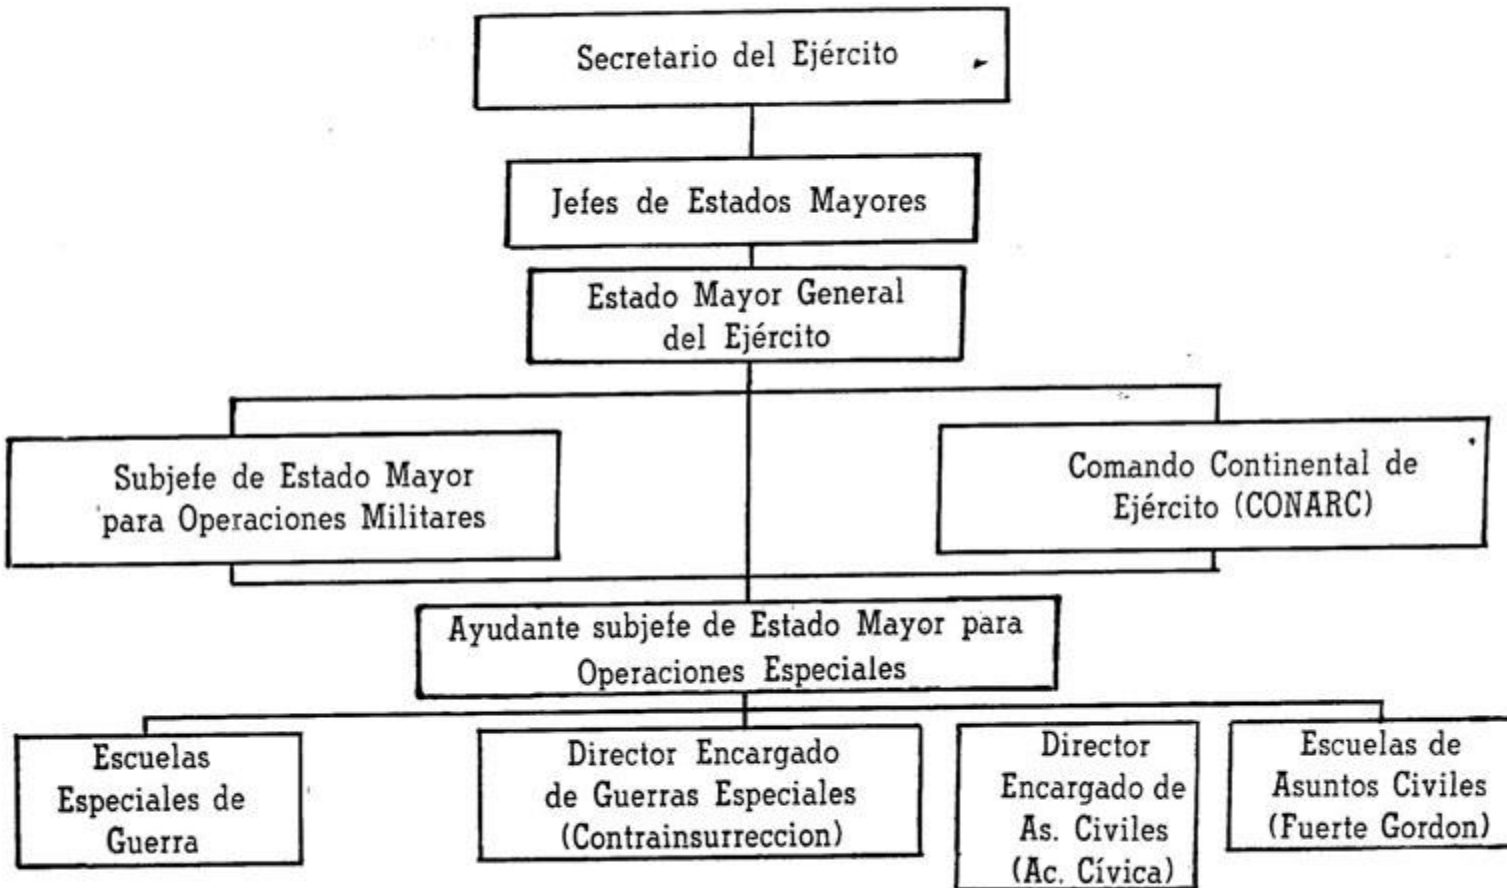 Secretario del Ejército
Jefes de Estados Mayores
Estado Mayor General
del Ejército
Subjefe de Estado Mayor
para Operaciones Militares
Comando Continental de
Ejército (CONARC)
Ayudante subjefe de Estado Mayor para
Operaciones Especiales
Escuelas
Especiales de
Guerra
Director Encargado
de Guerras Especiales
(Contrainsurreccion)
Director
Encargado de
As. Civiles
(Ac. Cívica)
Escuelas de
Asuntos Civiles
(Fuerte Gordon)